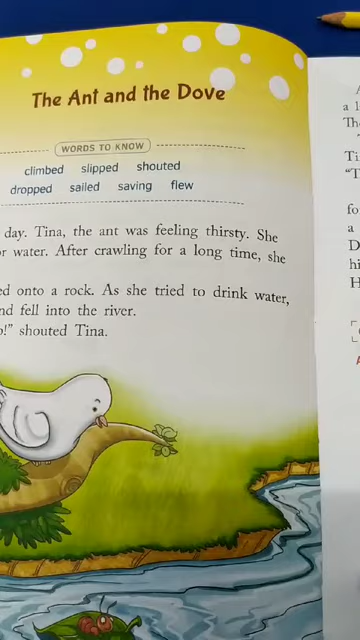 The Ant and the Dove
WORDS TO KNOW
climbed slipped shouted
dropped sailed saving flew
day. Tina, the ant was feeling thirsty. She
water. After crawling for a long time, she
onto a rock. As she tried to drink water,
fell into the river.
shouted Tina.